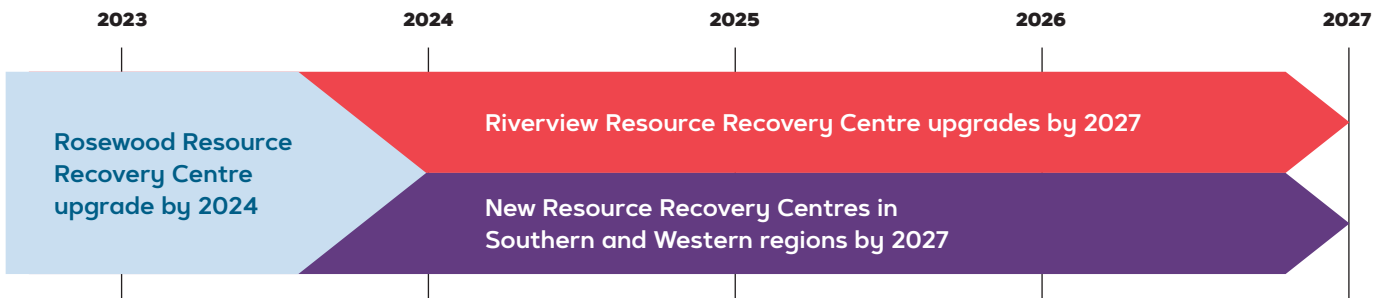 2023 2024 2025 2026 2027
Rosewood Resource
Recovery Centre
upgrade by 2024
Riverview Resource Recovery Centre upgrades by 2027
New Resource Recovery Centres in
Southern and Western regions by 2027